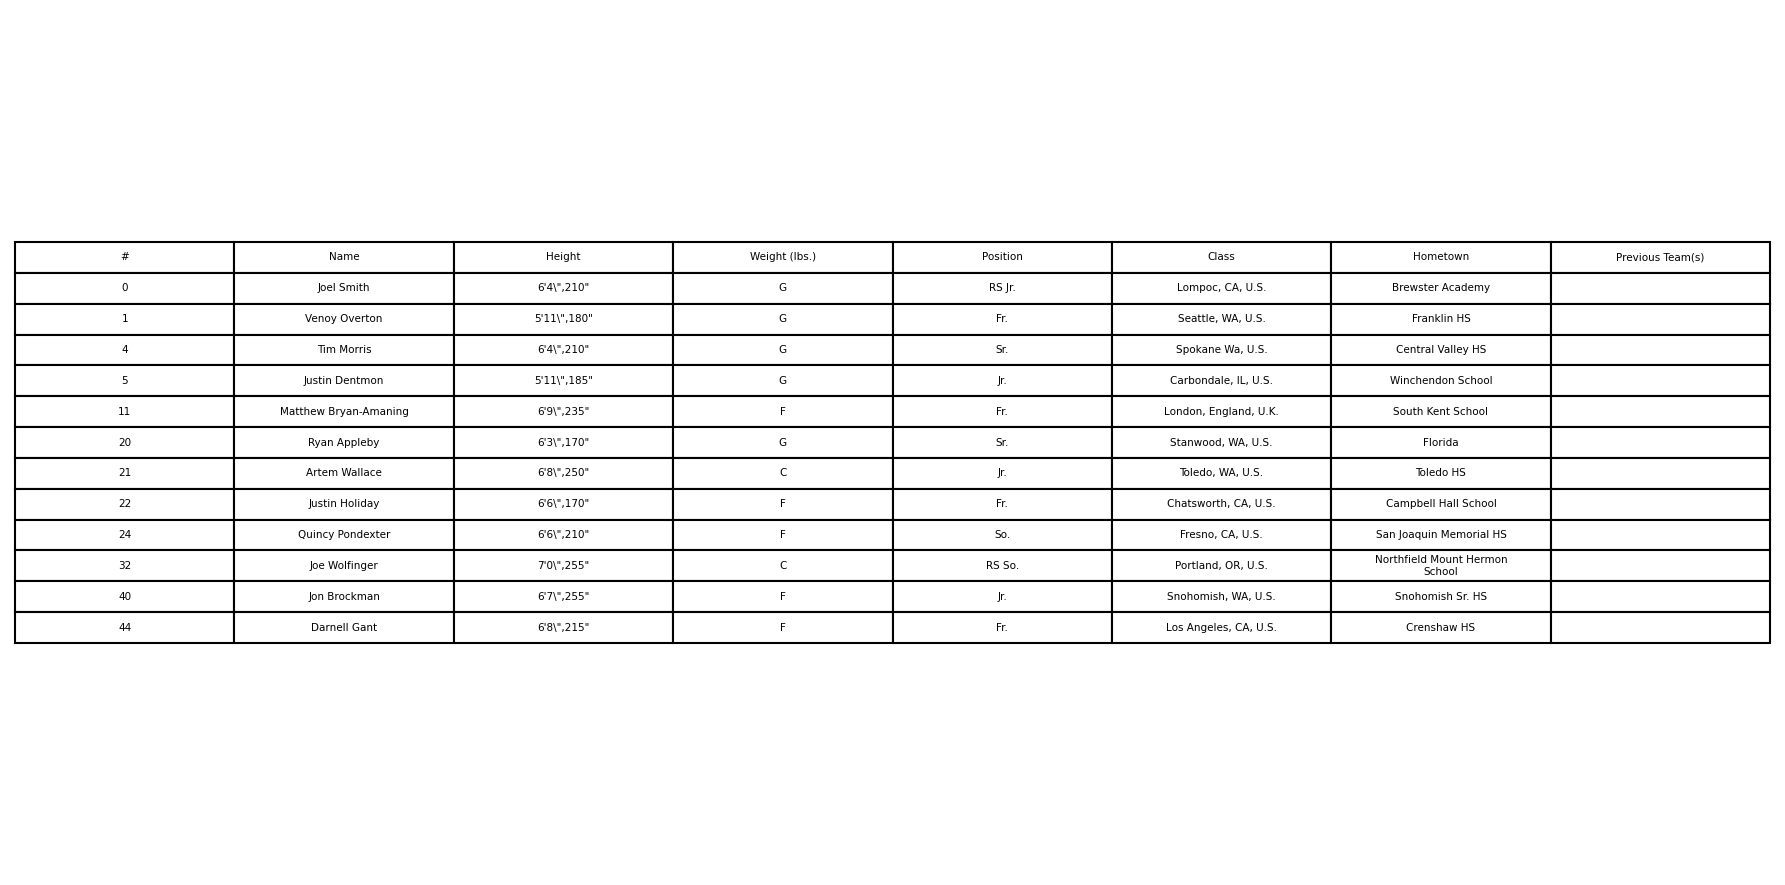 # Name Height Weight (lbs.) Position Class Hometown Previous Team(s)
0 Joel Smith 6'4\",210" G RS Jr. Lompoc, CA, U.S. Brewster Academy
1 Venoy Overton 5'11\",180" G Fr. Seattle, WA, U.S. Franklin HS
4 Tim Morris 6'4\",210" G Sr. Spokane Wa, U.S. Central Valley HS
5 Justin Dentmon 5'11\",185" G Jr. Carbondale, IL, U.S. Winchendon School
11 Matthew Bryan-Amaning 6'9\",235" F Fr. London, England, U.K. South Kent School
20 Ryan Appleby 6'3\",170" G Sr. Stanwood, WA, U.S. Florida
21 Artem Wallace 6'8\",250" C Jr. Toledo, WA, U.S. Toledo HS
22 Justin Holiday 6'6\",170" F Fr. Chatsworth, CA, U.S. Campbell Hall School
24 Quincy Pondexter 6'6\",210" F So. Fresno, CA, U.S. San Joaquin Memorial HS
32 Joe Wolfinger 7'0\",255" C RS So. Portland, OR, U.S. Northfield Mount Hermon
School
40 Jon Brockman 6'7\",255" F Jr. Snohomish, WA, U.S. Snohomish Sr. HS
44 Darnell Gant 6'8\",215" F Fr. Los Angeles, CA, U.S. Crenshaw HS